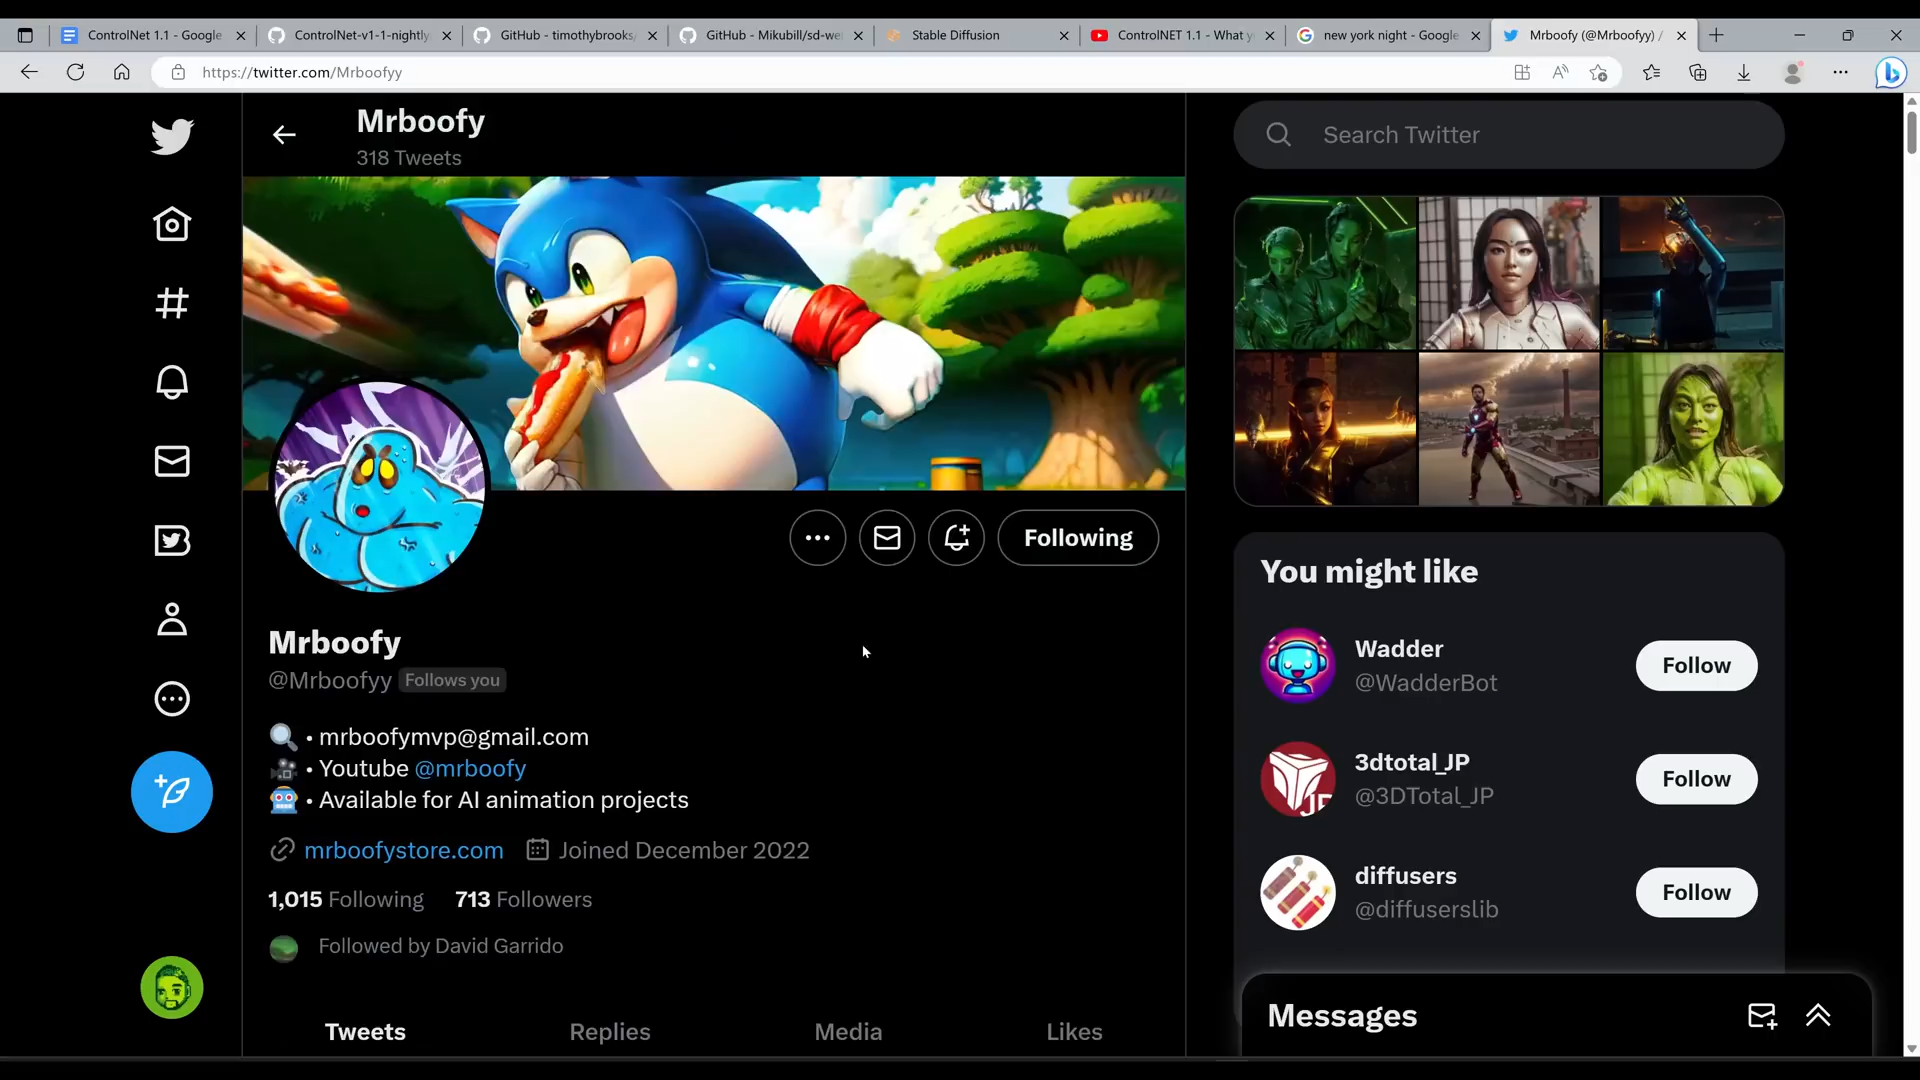 ControlNet 1.1 - Google
ControlNet-v1-1-nightly
GitHub - timothybrooks
GitHub - Mikubill/sd-we
Stable Diffusion
ControlNET 1.1 - What y
new york night - Google
Mrboofy (@Mrboofyy) /
https://twitter.com/Mrboofyy
Mrboofy
318 Tweets
Search Twitter
Following
You might like
Wadder
@WadderBot
Follow
3dtotal_JP
@3DTotal_JP
Follow
diffusers
@diffuserslib
Follow
Mrboofy
@Mrboofyy Follows you
• mrboofymvp@gmail.com
• Youtube @mrboofy
• Available for AI animation projects
mrboofystore.com Joined December 2022
1,015 Following 713 Followers
Followed by David Garrido
Messages
Tweets Replies Media Likes